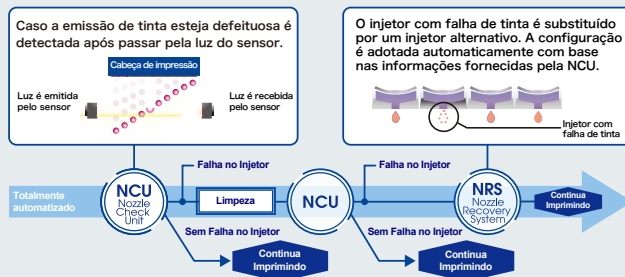 Caso a emissão de tinta esteja defeituosa é
detectada após passar pela luz do sensor.
Cabeça de impressão
Luz é emitida
pelo sensor
Luz é recebida
pelo sensor
O injetor com falha de tinta é substituído
por um injetor alternativo. A configuração
é adotada automaticamente com base
nas informações fornecidas pela NCU.
Injetor com
falha de tinta
Totalmente
automatizado
NCU
Nozzle
Check
Unit
Falha no Injetor
Limpeza
Sem Falha no Injetor
Continua
Imprimindo
NCU
Falha no Injetor
Sem Falha no Injetor
Continua
Imprimindo
NRS
Nozzle
Recovery
System
Continua
Imprimindo